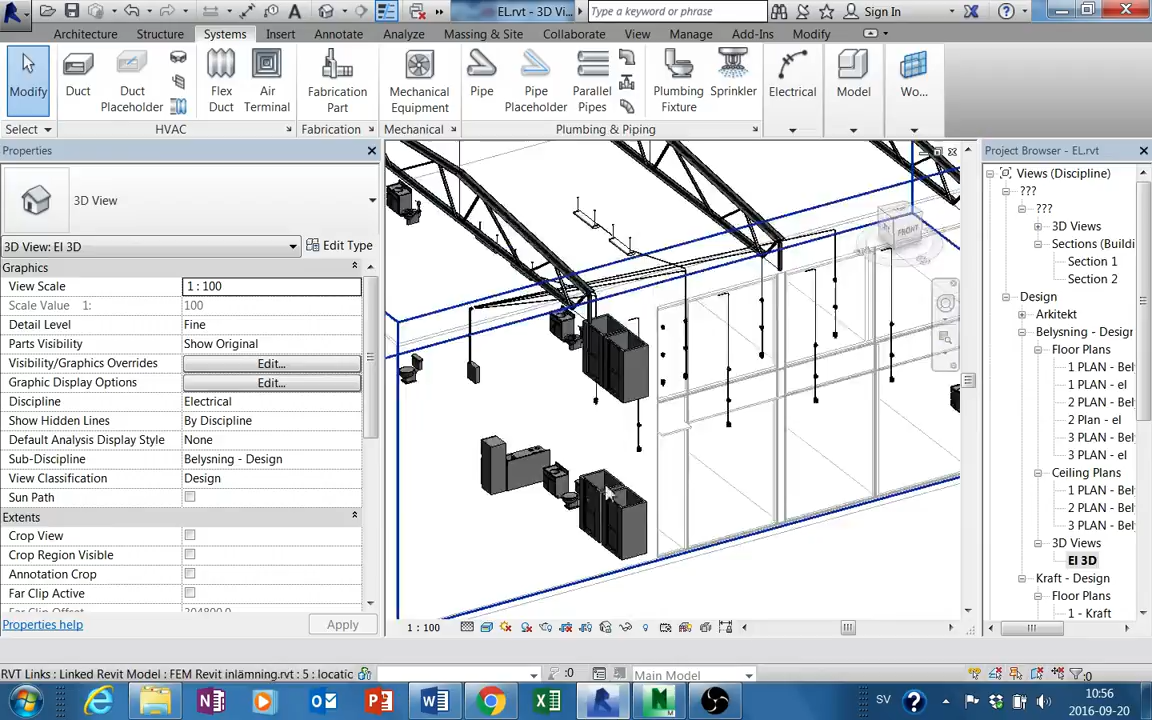 EL.rvt - 3D Vi...
Type a keyword or phrase
Sign In
Architecture Structure Systems Insert Annotate Analyze Massing & Site Collaborate View Manage Add-Ins Modify
Modify
Duct
Duct Placeholder
Flex Duct
Air Terminal
Fabrication Part
Mechanical Equipment
Pipe
Pipe Placeholder
Parallel Pipes
Plumbing Fixture
Sprinkler
Electrical
Model
Wo...
Select HVAC Fabrication Mechanical Plumbing & Piping
Properties
3D View
3D View: El 3D Edit Type
Graphics
View Scale 1 : 100
Scale Value 1: 100
Detail Level Fine
Parts Visibility Show Original
Visibility/Graphics Overrides Edit...
Graphic Display Options Edit...
Discipline Electrical
Show Hidden Lines By Discipline
Default Analysis Display Style None
Sub-Discipline Belysning - Design
View Classification Design
Sun Path
Extents
Crop View
Crop Region Visible
Annotation Crop
Far Clip Active
Far Clip Offset 304800.0
Properties help Apply
FRONT
1 : 100
Project Browser - EL.rvt
Views (Discipline)
???
???
3D Views
Sections (Buildi
Section 1
Section 2
Design
Arkitekt
Belysning - Design
Floor Plans
1 PLAN - Be
1 PLAN - el
2 PLAN - Be
2 Plan - el
3 PLAN - Be
3 PLAN - el
Ceiling Plans
1 PLAN - Bel
2 PLAN - Bel
3 PLAN - Bel
3D Views
El 3D
Kraft - Design
Floor Plans
1 - Kraft
RVT Links : Linked Revit Model : FEM Revit inlämning.rvt : 5 : locatic
:0
Main Model
:0
SV
10:56
2016-09-20